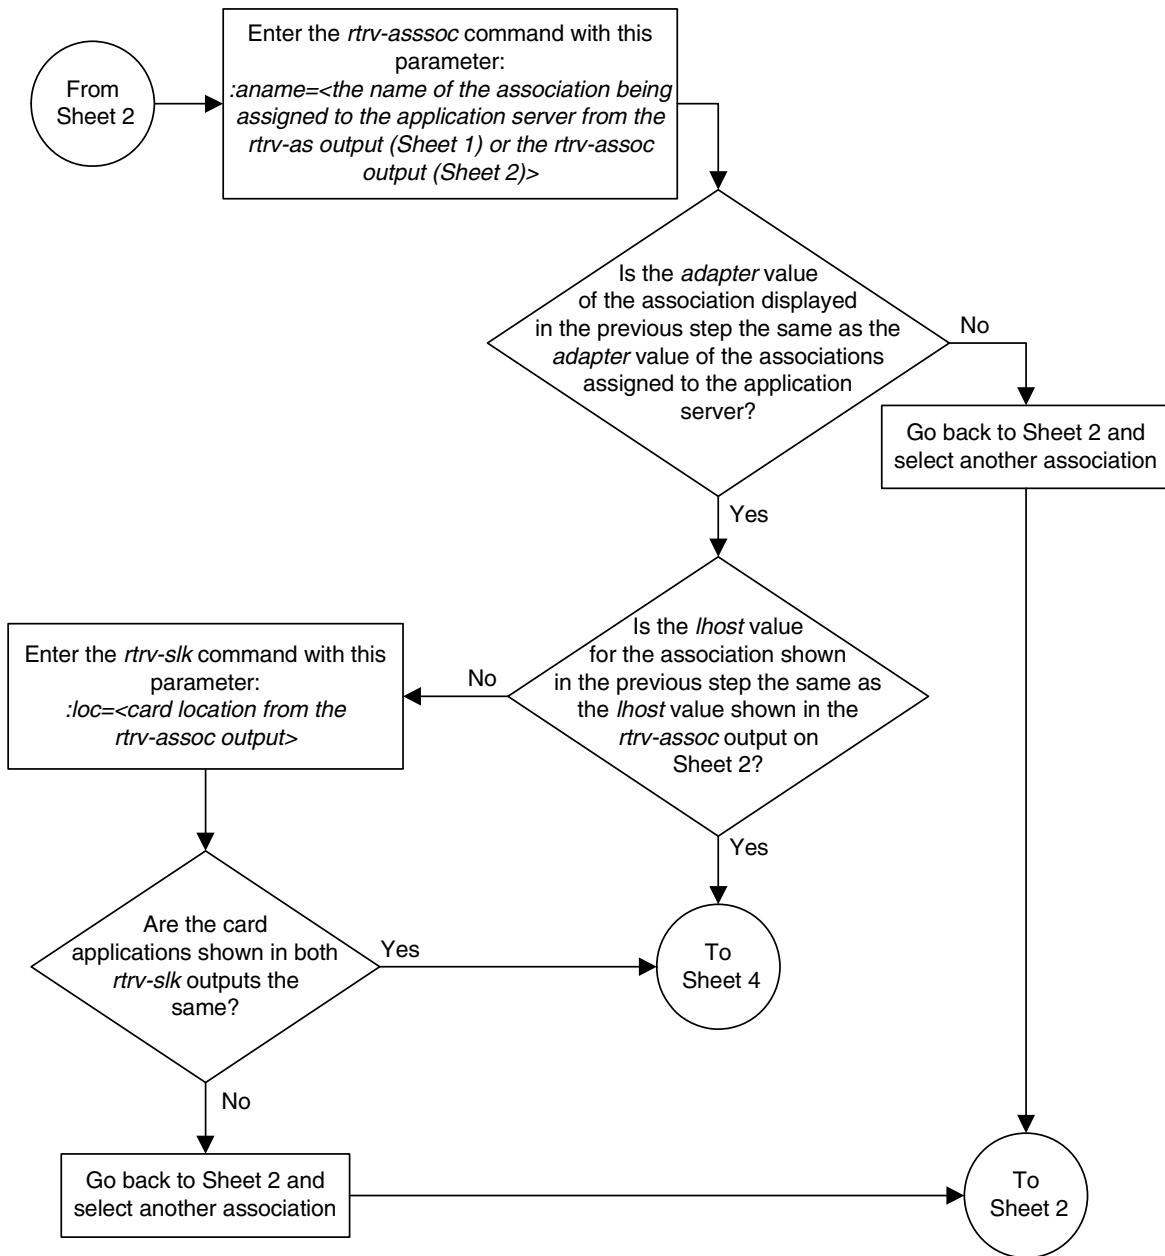 From
Sheet 2
Enter the rtrv-asssoc command with this
parameter:
:aname=<the name of the association being
assigned to the application server from the
rtrv-as output (Sheet 1) or the rtrv-assoc
output (Sheet 2)>
Is the adapter value
of the association displayed
in the previous step the same as the
adapter value of the associations
assigned to the application
server?
No
Go back to Sheet 2 and
select another association
Yes
Is the lhost value
for the association shown
in the previous step the same as
the lhost value shown in the
rtrv-assoc output on
Sheet 2?
No
Enter the rtrv-slk command with this
parameter:
:loc=<card location from the
rtrv-assoc output>
Yes
Are the card
applications shown in both
rtrv-slk outputs the
same?
Yes
To
Sheet 4
No
Go back to Sheet 2 and
select another association
To
Sheet 2